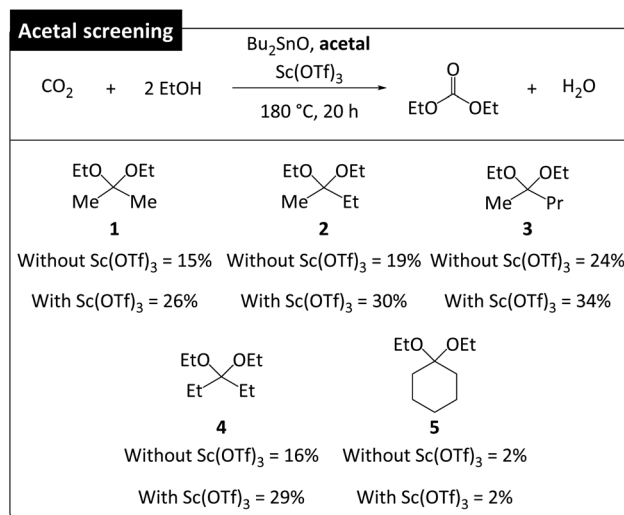 Acetal screening
Bu₂SnO, acetal
Sc(OTf)₃
CO₂ + 2 EtOH
180 °C, 20 h
O
EtO OEt
+ H₂O
EtO OEt
Me Me
1
Without Sc(OTf)₃ = 15%
With Sc(OTf)₃ = 26%
EtO OEt
Me Et
2
Without Sc(OTf)₃ = 19%
With Sc(OTf)₃ = 30%
EtO OEt
Me Pr
3
Without Sc(OTf)₃ = 24%
With Sc(OTf)₃ = 34%
EtO OEt
Et Et
4
Without Sc(OTf)₃ = 16%
With Sc(OTf)₃ = 29%
EtO OEt
5
Without Sc(OTf)₃ = 2%
With Sc(OTf)₃ = 2%